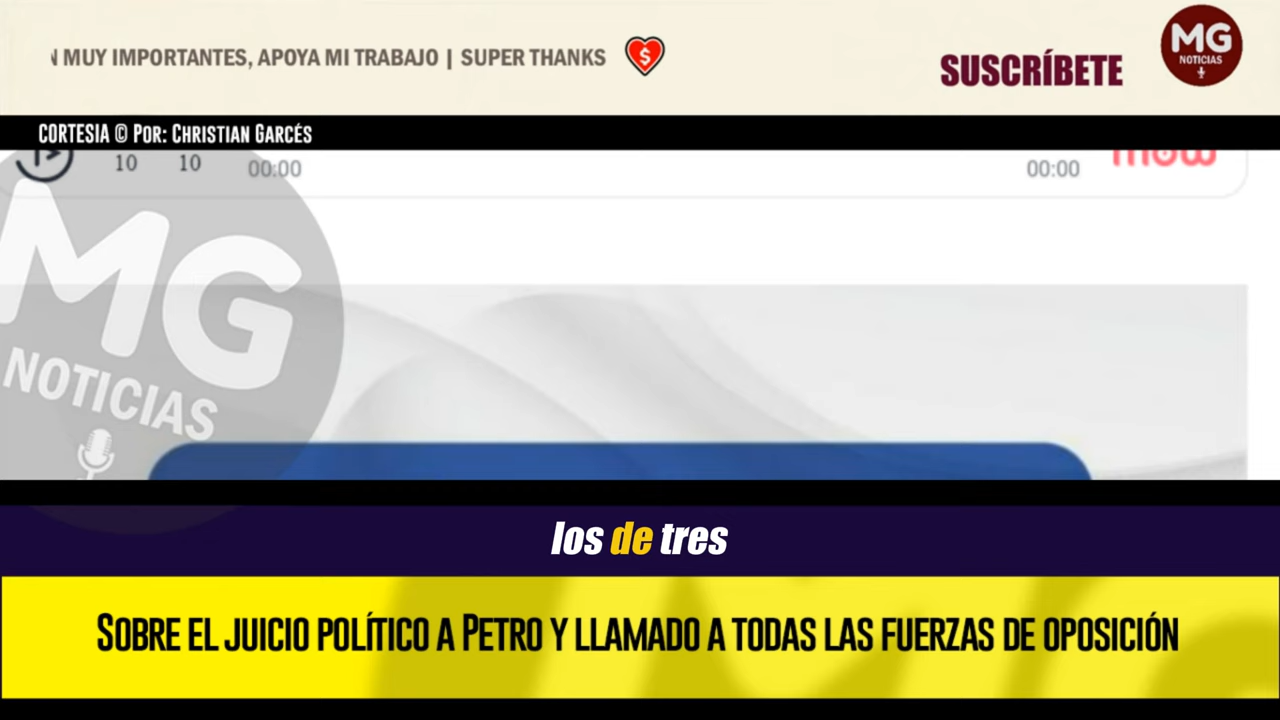 N MUY IMPORTANTES, APOYA MI TRABAJO | SUPER THANKS
SUSCRÍBETE
MG
NOTICIAS
CORTESIA © Por: Christian Garcés
10 10 00:00 00:00
MG
NOTICIAS
los de tres
Sobre el juicio político a Petro y llamado a todas las fuerzas de oposición